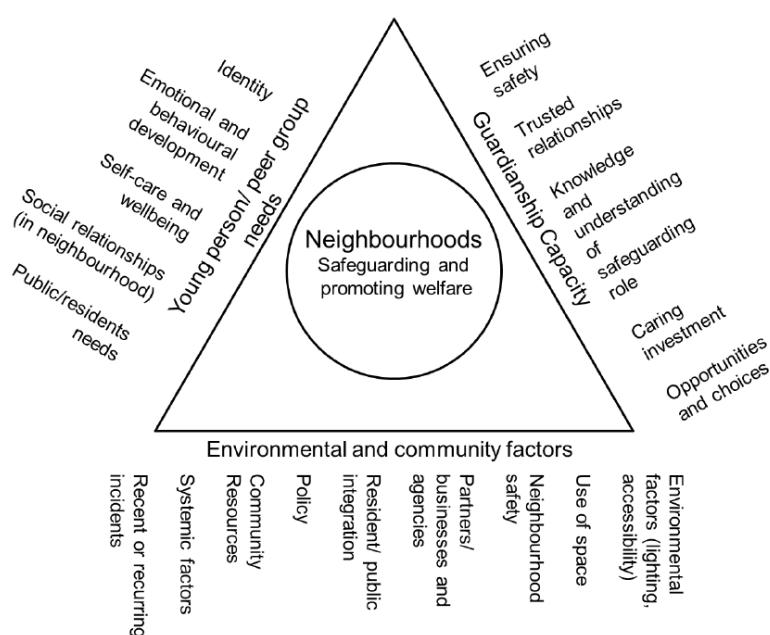 Identity
Emotional and
behavioural
development
Self-care and
wellbeing
Social relationships
(in neighbourhood)
Public/residents
needs
Young person/ peer group
needs
Ensuring
safety
Trusted
relationships
Knowledge
and
understanding
of
safeguarding
role
Caring
investment
Opportunities
and choices
Guardianship Capacity
Neighbourhoods
Safeguarding and
promoting welfare
Environmental and community factors
Recent or recurring
incidents
Systemic factors
Community
Resources
Policy
Resident/ public
integration
Partners/
businesses and
agencies
Neighbourhood
safety
Use of space
Environmental
factors (lighting,
accessibility)